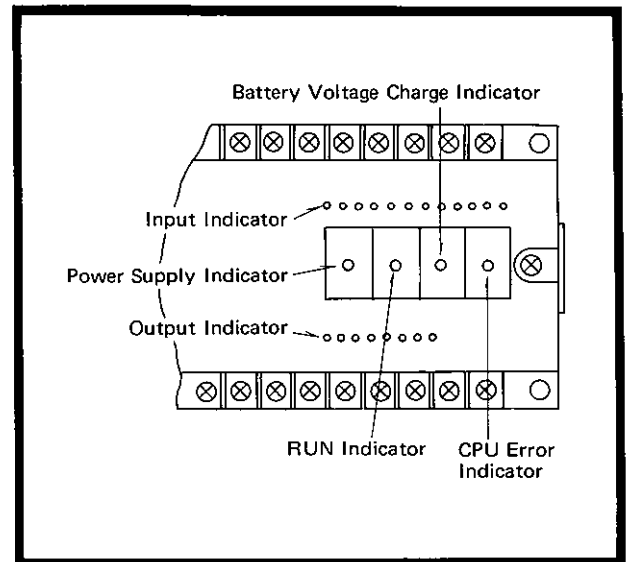 Battery Voltage Charge Indicator
Input Indicator
Power Supply Indicator
Output Indicator
RUN Indicator
CPU Error
Indicator